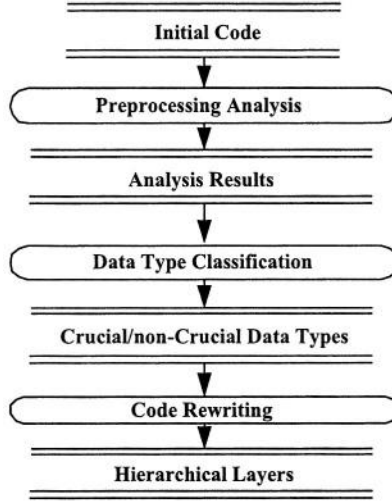 Initial Code
Preprocessing Analysis
Analysis Results
Data Type Classification
Crucial/non-Crucial Data Types
Code Rewriting
Hierarchical Layers